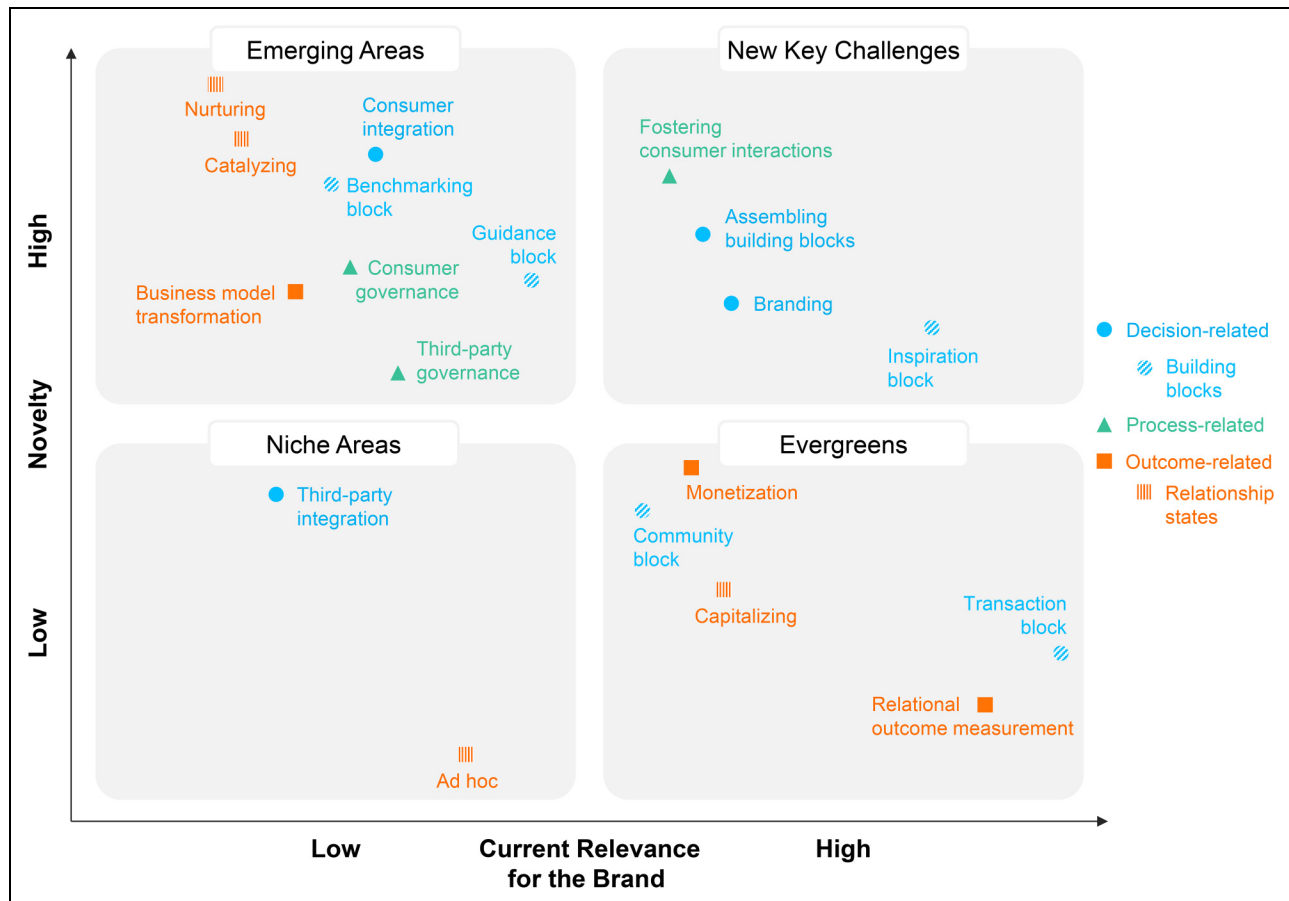 Emerging Areas
New Key Challenges
Nurturing
Catalyzing
Consumer
integration
Benchmarking
block
Guidance
block
Consumer
governance
Business model
transformation
Third-party
governance
Fostering
consumer interactions
Assembling
building blocks
Branding
Inspiration
block
Niche Areas
Evergreens
Third-party
integration
Ad hoc
Monetization
Community
block
Capitalizing
Transaction
block
Relational
outcome measurement
Decision-related
Building
blocks
Process-related
Outcome-related
Relationship
states
High
Novelty
Low
Low
Current Relevance
for the Brand
High